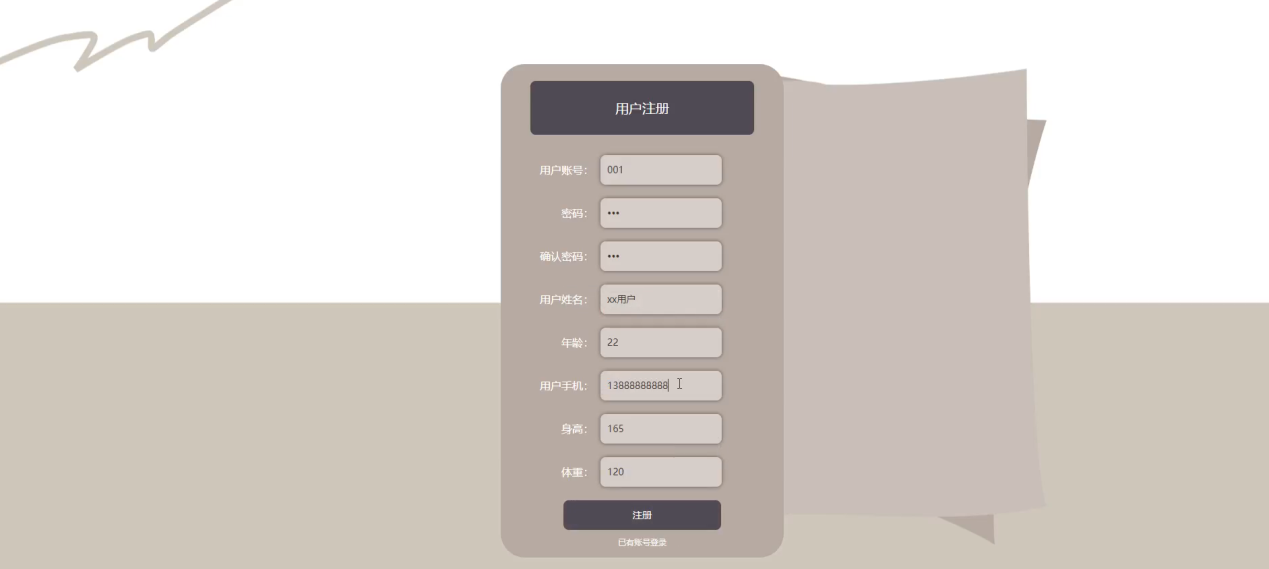 用户注册
用户账号： 001
密码： •••
确认密码： •••
用户姓名： xx用户
年龄： 22
用户手机： 13888888888
身高： 165
体重： 120
注册
已有账号登录